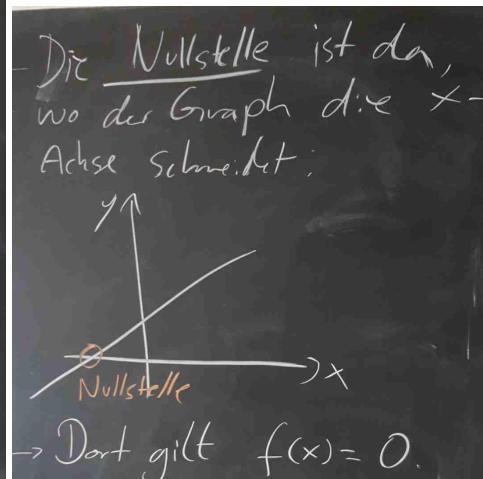 - Die Nullstelle ist da,
wo der Graph die x-
Achse schneidet:
y
x
Nullstelle
→ Dort gilt f(x) = 0.